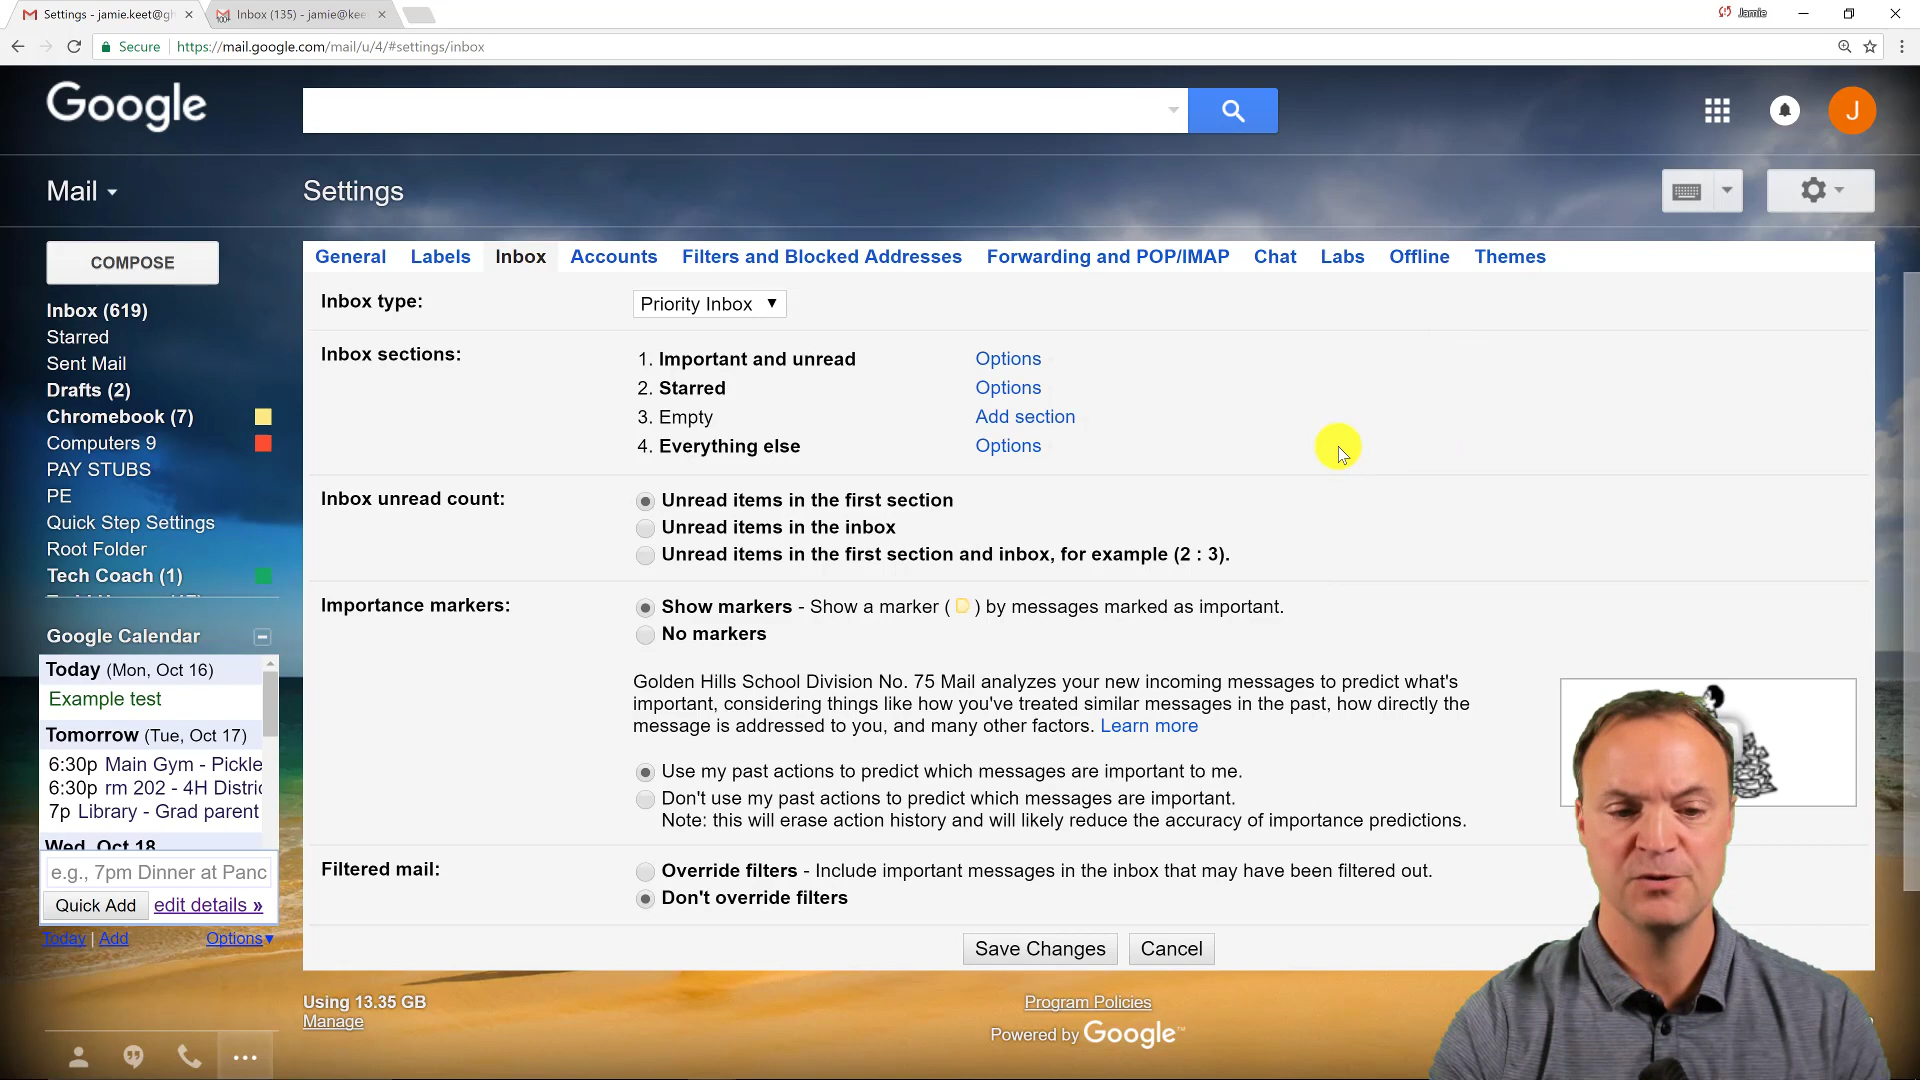 Settings - jamie.keet@gh
Inbox (135) - jamie@kee
Jamie
Secure
https://mail.google.com/mail/u/4/#settings/inbox
Google
J
Mail
Settings
COMPOSE
General
Labels
Inbox
Accounts
Filters and Blocked Addresses
Forwarding and POP/IMAP
Chat
Labs
Offline
Themes
Inbox (619)
Starred
Sent Mail
Drafts (2)
Chromebook (7)
Computers 9
PAY STUBS
PE
Quick Step Settings
Root Folder
Tech Coach (1)
Google Calendar
Today (Mon, Oct 16)
Example test
Tomorrow (Tue, Oct 17)
6:30p Main Gym - Pickle
6:30p rm 202 - 4H Distric
7p Library - Grad parent
Wed, Oct 18
e.g., 7pm Dinner at Panc
Quick Add
edit details »
Today | Add
Options▼
Inbox type:
Priority Inbox
Inbox sections:
1. Important and unread Options
2. Starred Options
3. Empty Add section
4. Everything else Options
Inbox unread count:
Unread items in the first section
Unread items in the inbox
Unread items in the first section and inbox, for example (2 : 3).
Importance markers:
Show markers - Show a marker ( ) by messages marked as important.
No markers
Golden Hills School Division No. 75 Mail analyzes your new incoming messages to predict what's
important, considering things like how you've treated similar messages in the past, how directly the
message is addressed to you, and many other factors. Learn more
Use my past actions to predict which messages are important to me.
Don't use my past actions to predict which messages are important.
Note: this will erase action history and will likely reduce the accuracy of importance predictions.
Filtered mail:
Override filters - Include important messages in the inbox that may have been filtered out.
Don't override filters
Save Changes
Cancel
Using 13.35 GB
Manage
Program Policies
Powered by Google™